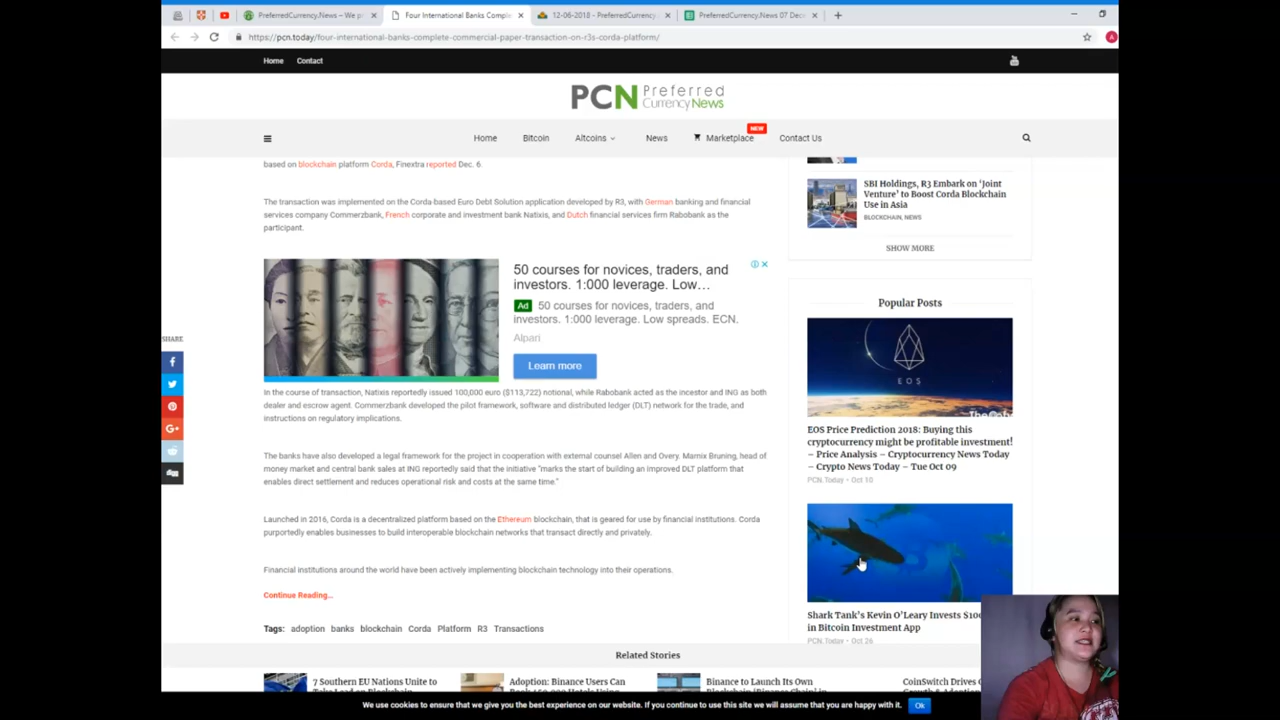 PreferredCurrency.News – We p
Four International Banks Comple
12-06-2018 – PreferredCurrency
PreferredCurrency.News 07 Dec
https://pcn.today/four-international-banks-complete-commercial-paper-transaction-on-r3s-corda-platform/
Home Contact
PCN Preferred
Currency News
NEW
Home Bitcoin Altcoins News Marketplace Contact Us
based on blockchain platform Corda, Finextra reported Dec. 6.
The transaction was implemented on the Corda-based Euro Debt Solution application developed by R3, with German banking and financial
services company Commerzbank, French corporate and investment bank Natixis, and Dutch financial services firm Rabobank as the
participant.
50 courses for novices, traders, and
investors. 1:000 leverage. Low...
Ad 50 courses for novices, traders, and
investors. 1:000 leverage. Low spreads. ECN.
Alpari
Learn more
SHARE
In the course of transaction, Natixis reportedly issued 100,000 euro ($113,722) notional, while Rabobank acted as the incestor and ING as both
dealer and escrow agent. Commerzbank developed the pilot framework, software and distributed ledger (DLT) network for the trade, and
instructions on regulatory implications.
The banks have also developed a legal framework for the project in cooperation with external counsel Allen and Overy. Marnix Bruning, head of
money market and central bank sales at ING reportedly said that the initiative "marks the start of building an improved DLT platform that
enables direct settlement and reduces operational risk and costs at the same time."
Launched in 2016, Corda is a decentralized platform based on the Ethereum blockchain, that is geared for use by financial institutions. Corda
purportedly enables businesses to build interoperable blockchain networks that transact directly and privately.
Financial institutions around the world have been actively implementing blockchain technology into their operations.
Continue Reading...
Tags: adoption banks blockchain Corda Platform R3 Transactions
SBI Holdings, R3 Embark on 'Joint
Venture' to Boost Corda Blockchain
Use in Asia
BLOCKCHAIN, NEWS
SHOW MORE
Popular Posts
EOS
EOS Price Prediction 2018: Buying this
cryptocurrency might be profitable investment!
– Price Analysis – Cryptocurrency News Today
– Crypto News Today – Tue Oct 09
PCN.Today • Oct 10
Shark Tank's Kevin O'Leary Invests
in Bitcoin Investment App
PCN.Today • Oct 26
Related Stories
7 Southern EU Nations Unite to
Adoption: Binance Users Can
Binance to Launch Its Own
CoinSwitch Drives
We use cookies to ensure that we give you the best experience on our website. If you continue to use this site we will assume that you are happy with it.
Ok